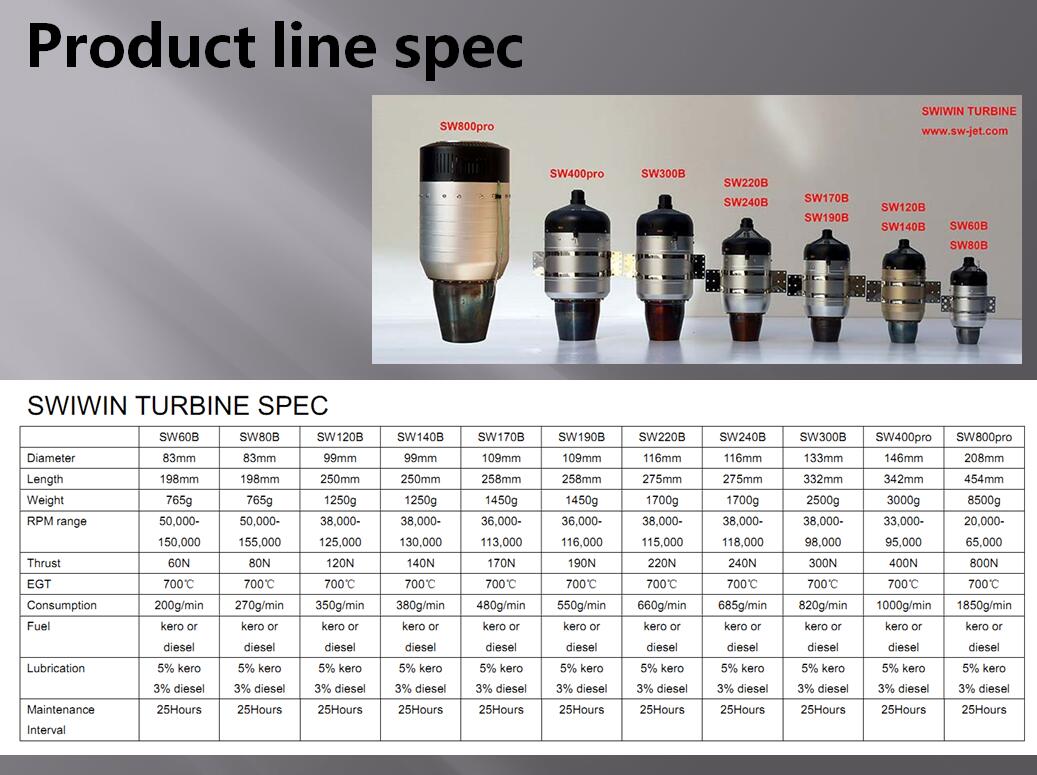 Product line spec
SWIWIN TURBINE
www.sw-jet.com
SW800pro
SW400pro
SW300B
SW220B
SW240B
SW170B
SW190B
SW120B
SW140B
SW60B
SW80B
SWIWIN TURBINE SPEC
SW60B SW80B SW120B SW140B SW170B SW190B SW220B SW240B SW300B SW400pro SW800pro
Diameter 83mm 83mm 99mm 99mm 109mm 109mm 116mm 116mm 133mm 146mm 208mm
Length 198mm 198mm 250mm 250mm 258mm 258mm 275mm 275mm 332mm 342mm 454mm
Weight 765g 765g 1250g 1250g 1450g 1450g 1700g 1700g 2500g 3000g 8500g
RPM range 50,000- 50,000- 38,000- 38,000- 36,000- 36,000- 38,000- 38,000- 38,000- 33,000- 20,000-
150,000 155,000 125,000 130,000 113,000 116,000 115,000 118,000 98,000 95,000 65,000
Thrust 60N 80N 120N 140N 170N 190N 220N 240N 300N 400N 800N
EGT 700℃ 700℃ 700℃ 700℃ 700℃ 700℃ 700℃ 700℃ 700℃ 700℃ 700℃
Consumption 200g/min 270g/min 350g/min 380g/min 480g/min 550g/min 660g/min 685g/min 820g/min 1000g/min 1850g/min
Fuel kero or kero or kero or kero or kero or kero or kero or kero or kero or kero or kero or
diesel diesel diesel diesel diesel diesel diesel diesel diesel diesel diesel
Lubrication 5% kero 5% kero 5% kero 5% kero 5% kero 5% kero 5% kero 5% kero 5% kero 5% kero 5% kero
3% diesel 3% diesel 3% diesel 3% diesel 3% diesel 3% diesel 3% diesel 3% diesel 3% diesel 3% diesel 3% diesel
Maintenance 25Hours 25Hours 25Hours 25Hours 25Hours 25Hours 25Hours 25Hours 25Hours 25Hours 25Hours
Interval